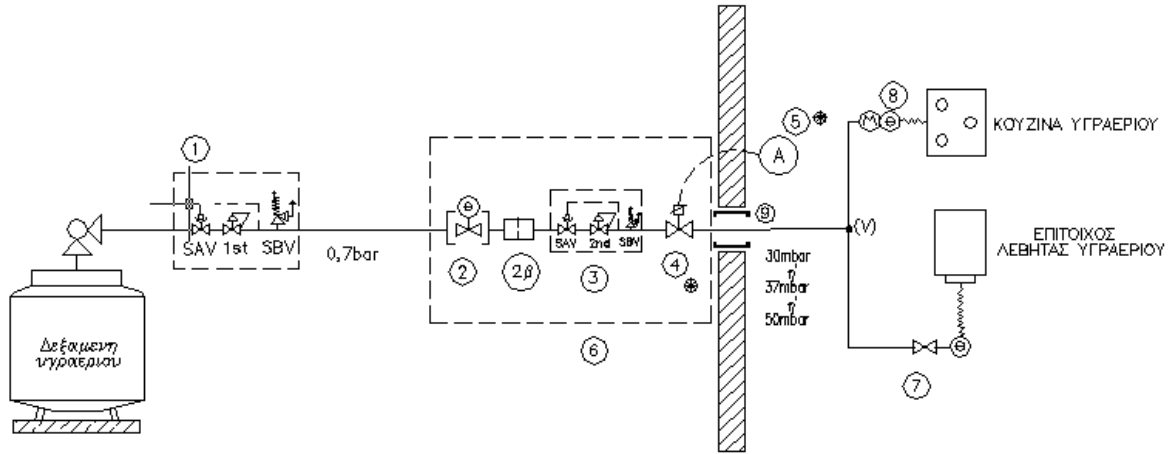 1
SAV 1st SBV
0,7bar
Δεξαμενη
υγραεριου
θ
2
2β
SAV 2nd SBV
3
4
6
A
5
9
30mbar
ή
37mbar
ή
50mbar
(V)
8
M θ
ΚΟΥΖΙΝΑ ΥΓΡΑΕΡΙΟΥ
ΕΠΙΤΟΙΧΟΣ
ΛΕΒΗΤΑΣ ΥΓΡΑΕΡΙΟΥ
θ
7